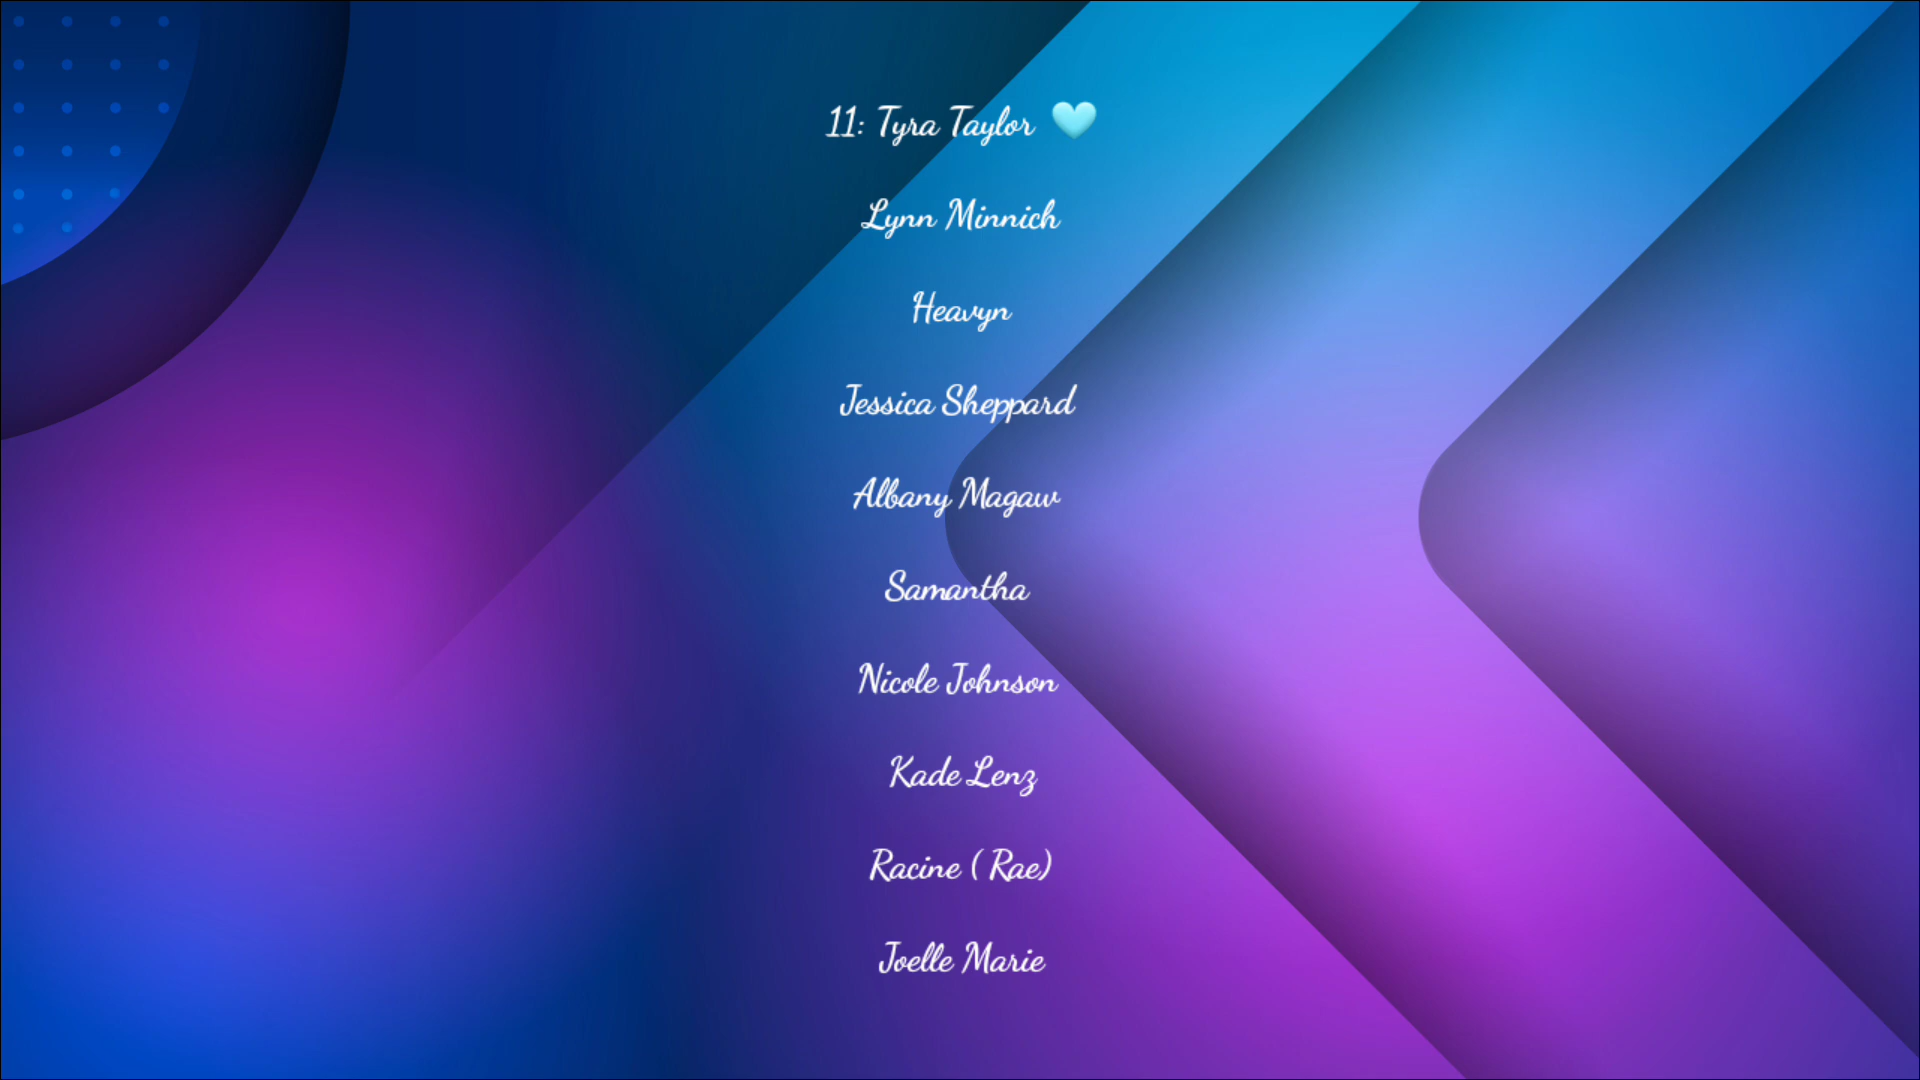 11: Tyra Taylor 🩵
Lynn Minnich
Heavyn
Jessica Sheppard
Albany Magaw
Samantha
Nicole Johnson
Kade Lenz
Racine ( Rae)
Joelle Marie